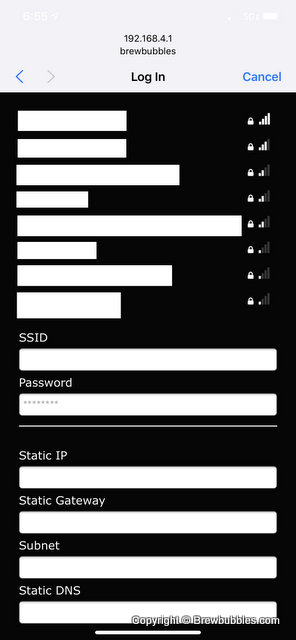 6:55
192.168.4.1
brewbubbles
Log In
Cancel
SSID
Password
********
Static IP
Static Gateway
Subnet
Static DNS
Copyright © Brewbubbles.com